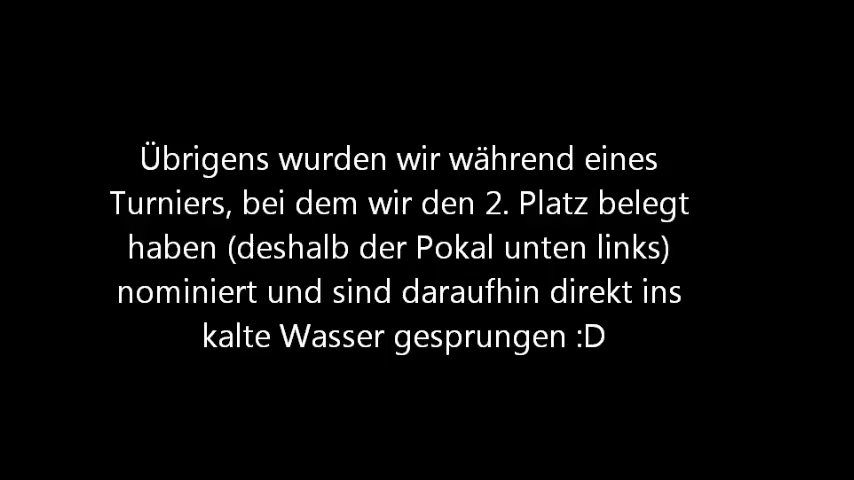 Übrigens wurden wir während eines
Turniers, bei dem wir den 2. Platz belegt
haben (deshalb der Pokal unten links)
nominiert und sind daraufhin direkt ins
kalte Wasser gesprungen :D